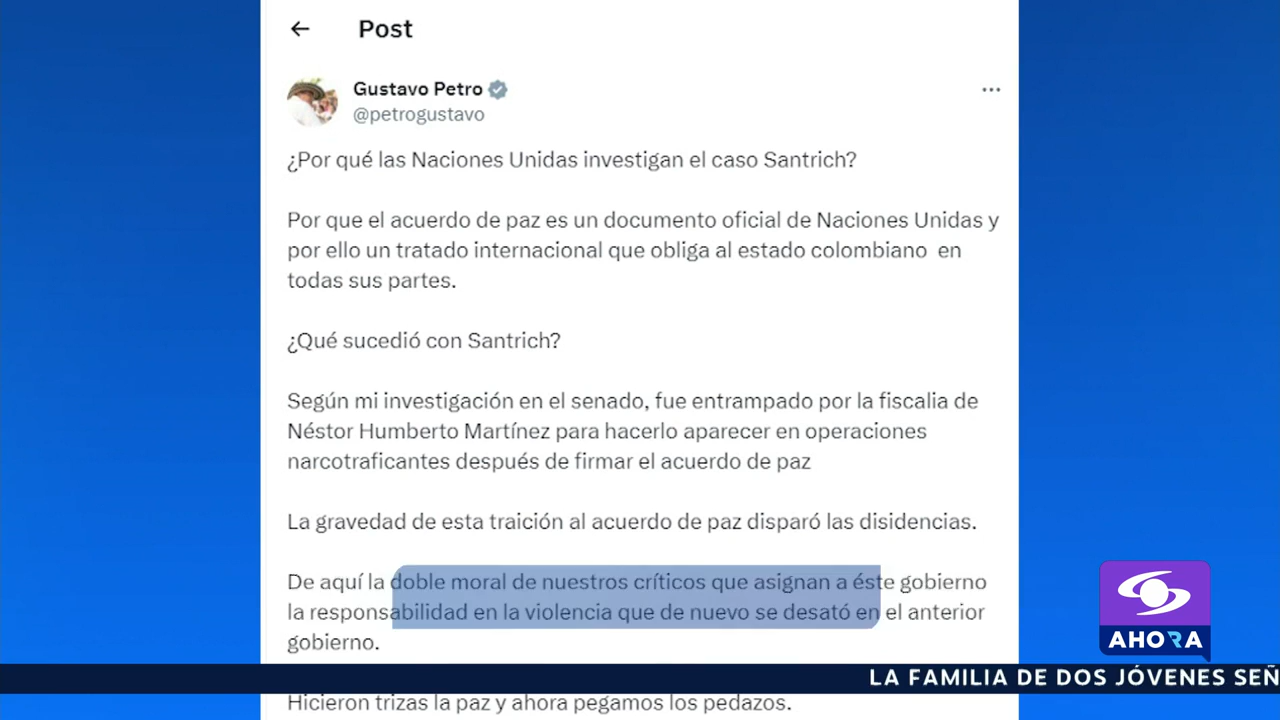 Post
Gustavo Petro
@petrogustavo
¿Por qué las Naciones Unidas investigan el caso Santrich?
Por que el acuerdo de paz es un documento oficial de Naciones Unidas y
por ello un tratado internacional que obliga al estado colombiano en
todas sus partes.
¿Qué sucedió con Santrich?
Según mi investigación en el senado, fue entrampado por la fiscalia de
Néstor Humberto Martínez para hacerlo aparecer en operaciones
narcotraficantes después de firmar el acuerdo de paz
La gravedad de esta traición al acuerdo de paz disparó las disidencias.
De aquí la doble moral de nuestros críticos que asignan a éste gobierno
la responsabilidad en la violencia que de nuevo se desató en el anterior
gobierno.
AHORA
LA FAMILIA DE DOS JÓVENES SEÑ
Hicieron trizas la paz y ahora pegamos los pedazos.